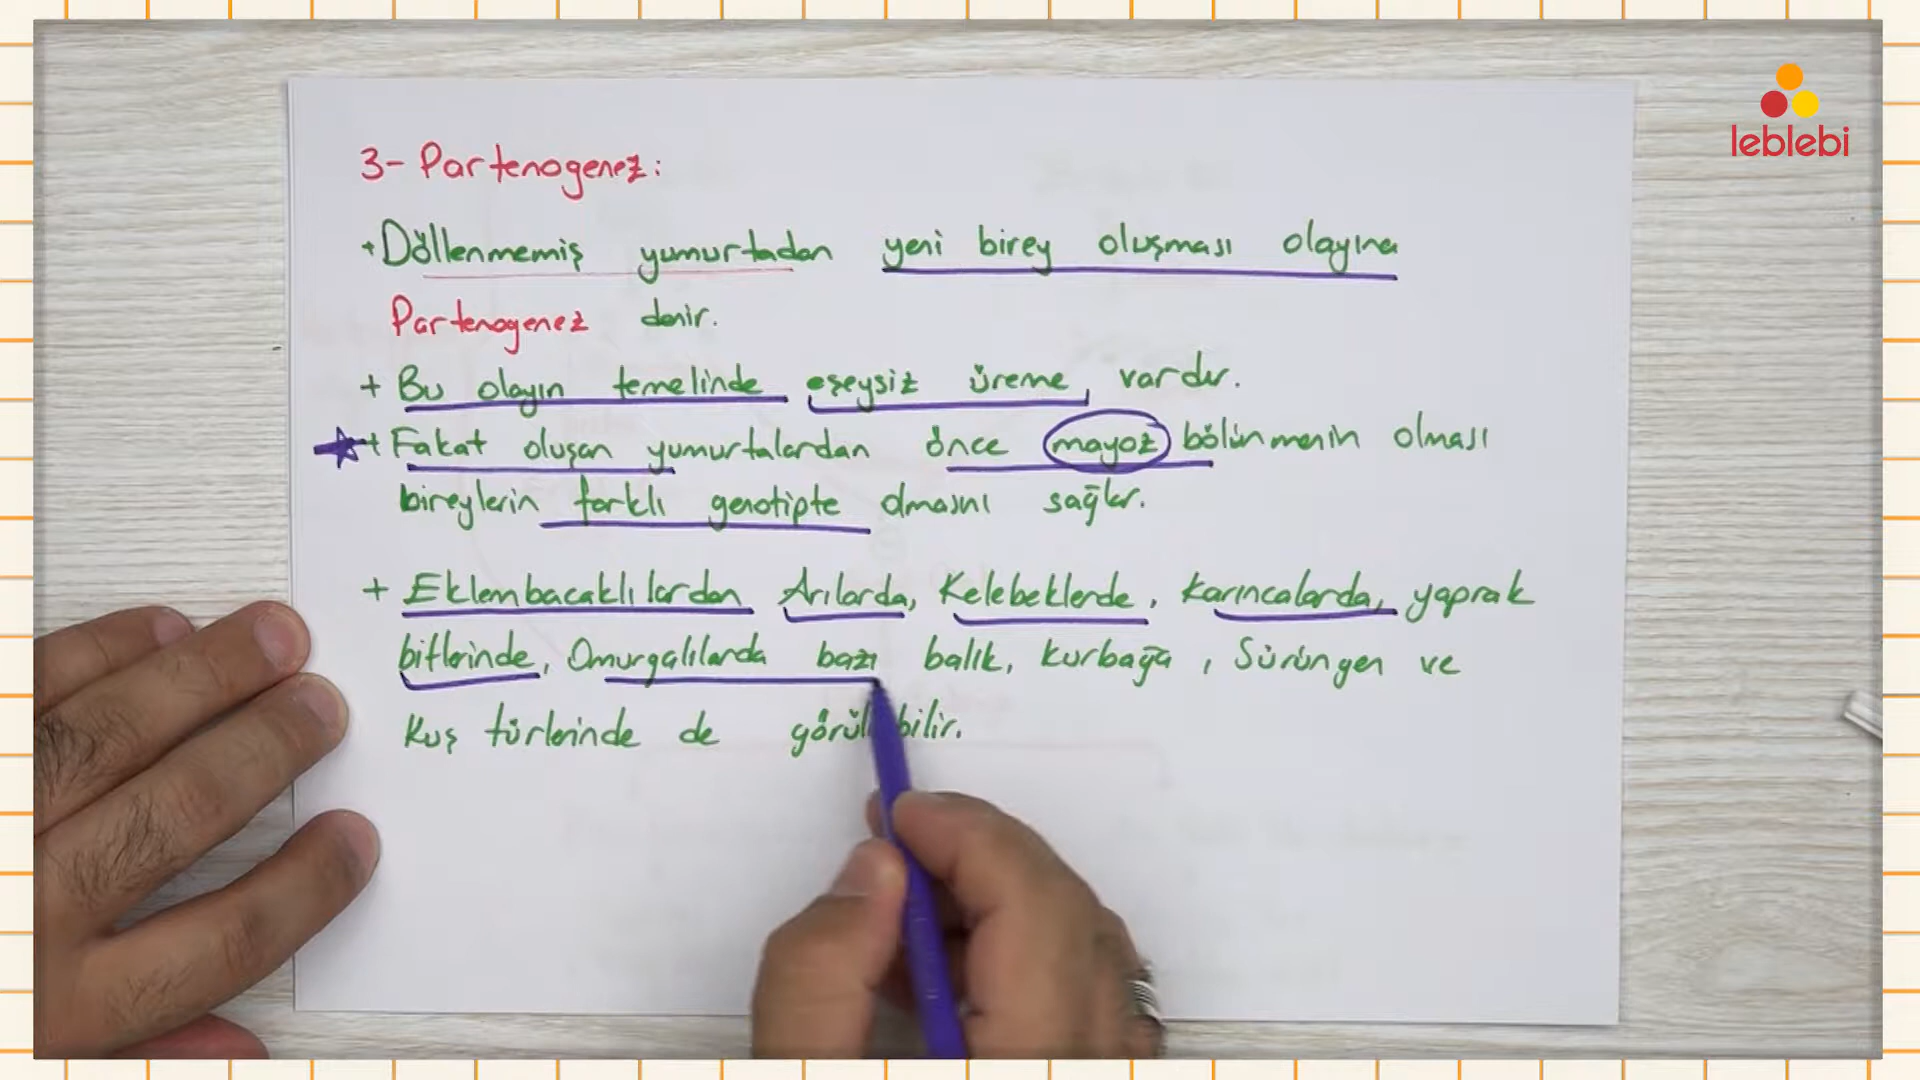 leblebi
3- Partenogenez:
+ Döllenmemiş yumurtadan yeni birey oluşması olayına
Partenogenez denir.
+ Bu olayın temelinde eşeysiz üreme, vardır.
+ Fakat oluşan yumurtalardan önce mayoz bölünmenin olması
bireylerin farklı genotipte olmasını sağlar.
+ Eklembacaklılardan Arılarda, Kelebeklerde, Karıncalarda, yaprak
bitlerinde, Omurgalılarda bazı balık, kurbağa, Sürüngen ve
Kuş türlerinde de görülebilir.